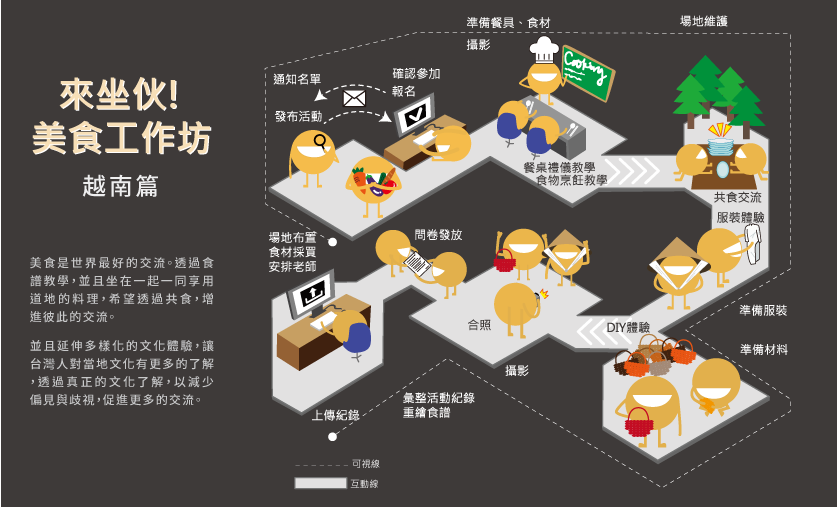 來坐伙!
美食工作坊
越南篇
美食是世界最好的交流。透過食
譜教學,並且坐在一起一同享用
道地的料理,希望透過共食,增
進彼此的交流。
並且延伸多樣化的文化體驗,讓
台灣人對當地文化有更多的了解
,透過真正的文化了解,以減少
偏見與歧視,促進更多的交流。
準備餐具、食材
攝影
場地維護
通知名單
確認參加
報名
發布活動
Cooking
餐桌禮儀教學
食物烹飪教學
共食交流
服裝體驗
場地布置
食材採買
安排老師
問卷發放
合照
DIY體驗
準備服裝
準備材料
攝影
上傳紀錄
彙整活動紀錄
重繪食譜
可視線
互動線